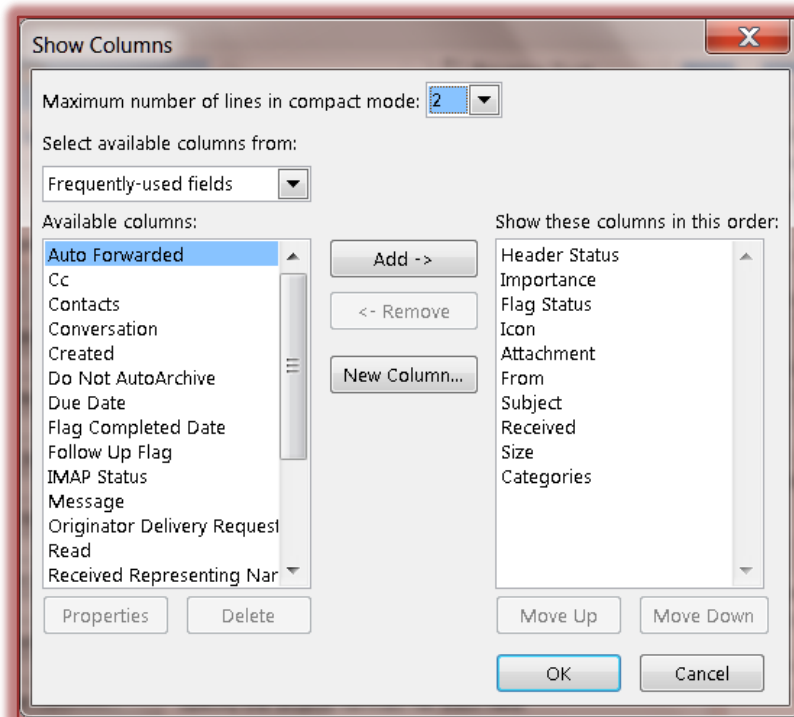 Show Columns
Maximum number of lines in compact mode: 2
Select available columns from:
Frequently-used fields
Available columns:
Auto Forwarded
Cc
Contacts
Conversation
Created
Do Not AutoArchive
Due Date
Flag Completed Date
Follow Up Flag
IMAP Status
Message
Originator Delivery Request
Read
Received Representing Nar
Properties
Delete
Add ->
<- Remove
New Column...
Show these columns in this order:
Header Status
Importance
Flag Status
Icon
Attachment
From
Subject
Received
Size
Categories
Move Up
Move Down
OK
Cancel